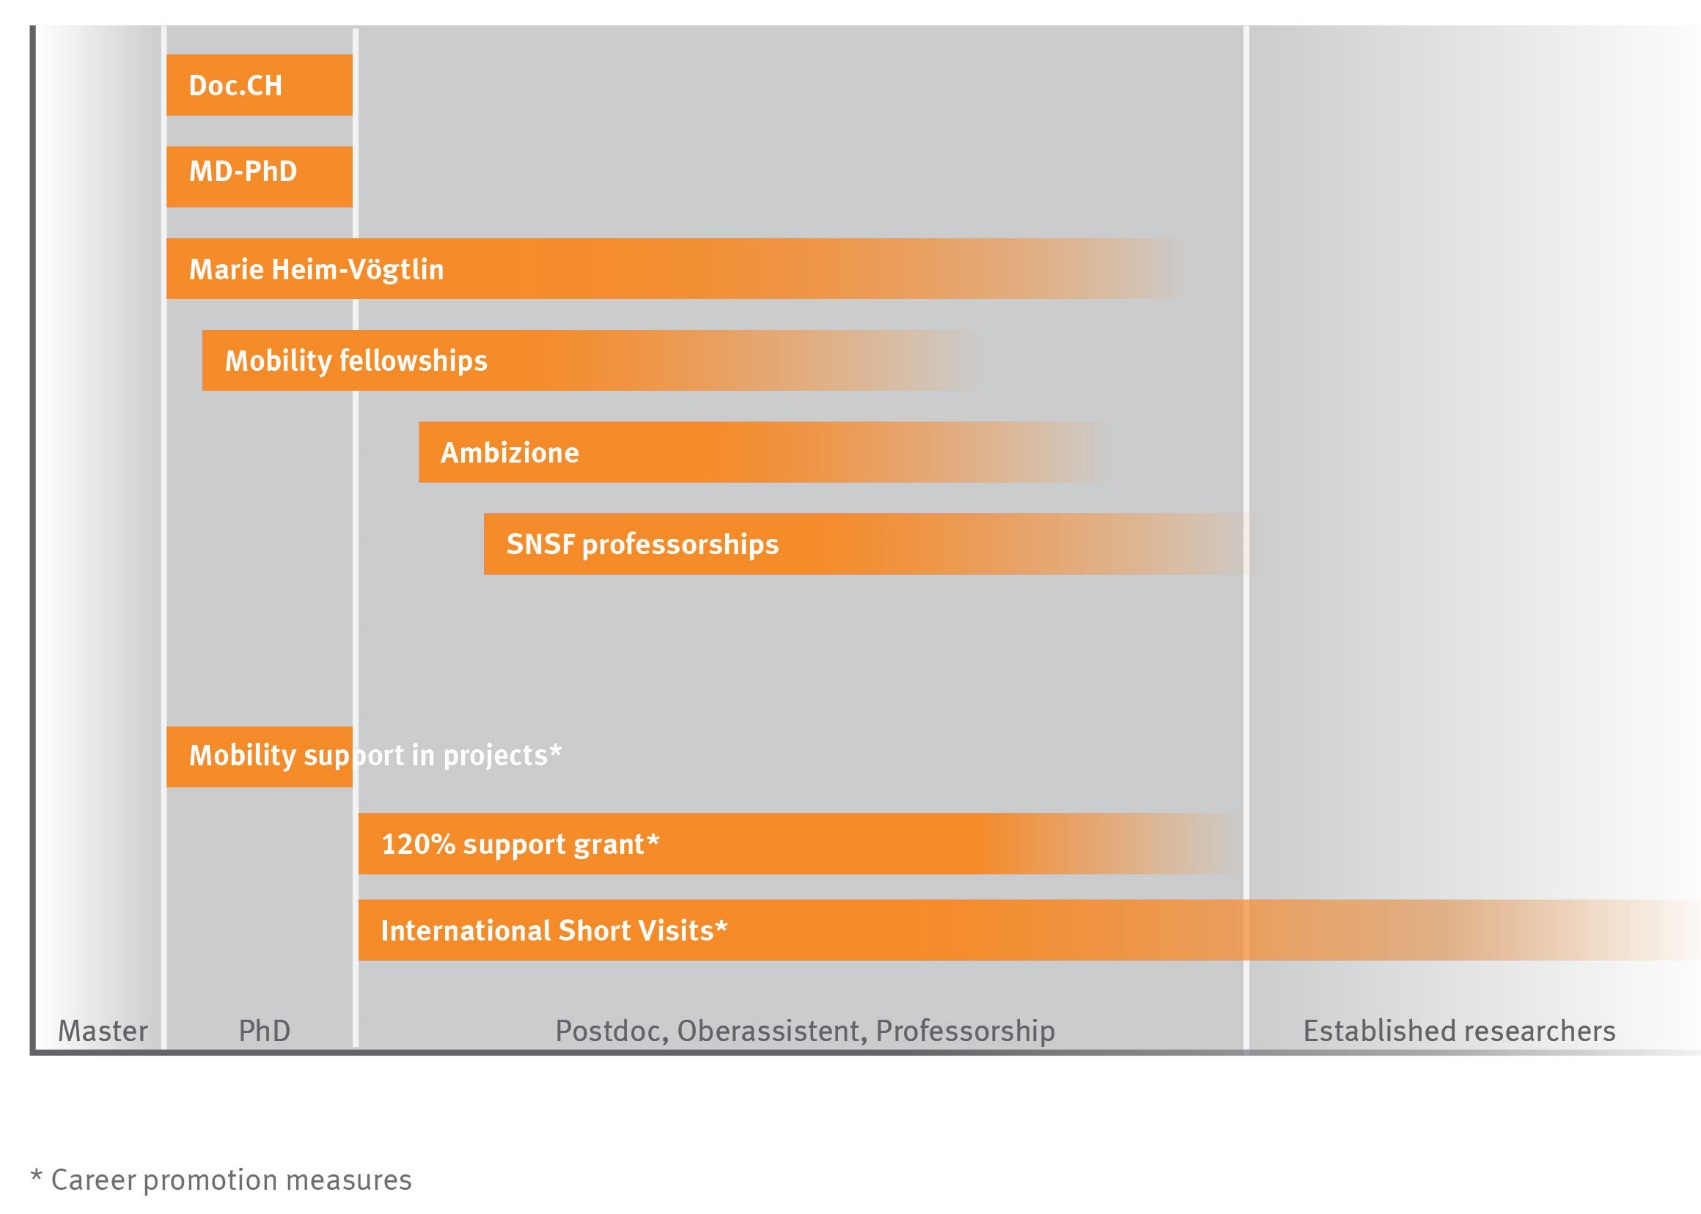 Doc.CH
MD-PhD
Marie Heim-Vögtlin
Mobility fellowships
Ambizione
SNSF professorships
Mobility support in projects*
120% support grant*
International Short Visits*
Master
PhD
Postdoc, Oberassistent, Professorship
Established researchers
* Career promotion measures